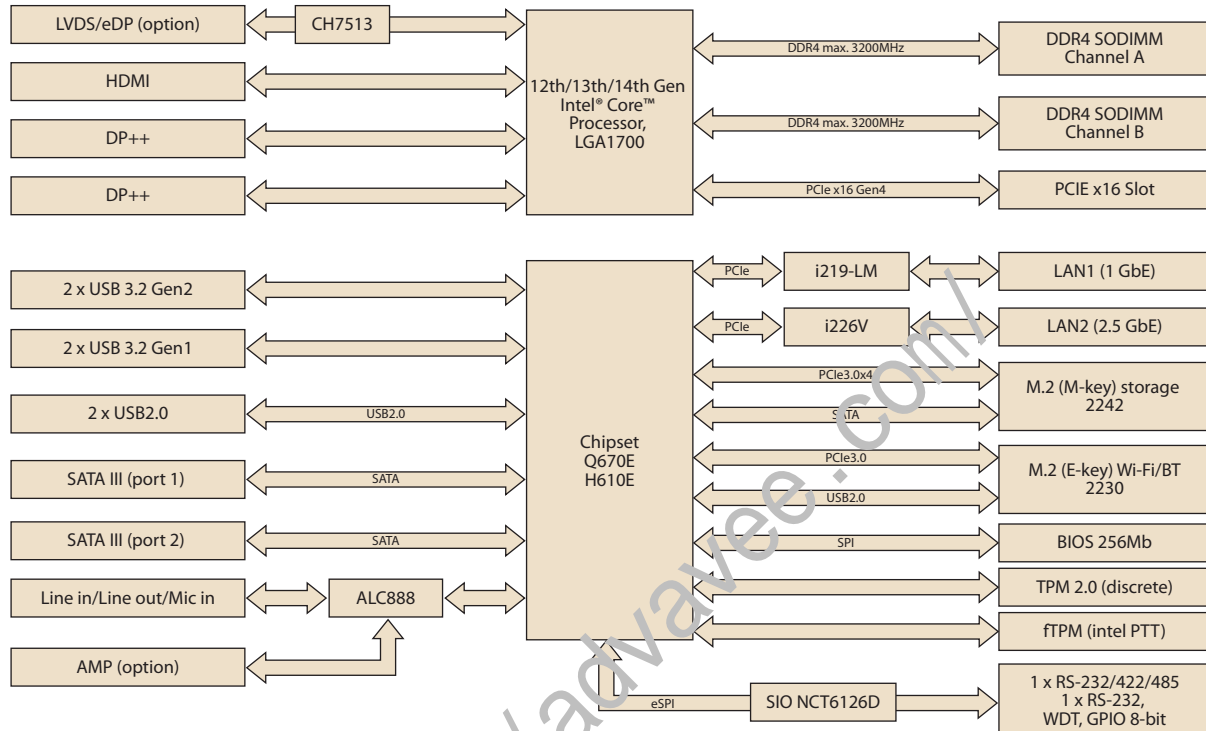 LVDS/eDP (option)
CH7513
HDMI
DP++
DP++
12th/13th/14th Gen
Intel® Core™
Processor,
LGA1700
DDR4 max. 3200MHz
DDR4 SODIMM
Channel A
DDR4 max. 3200MHz
DDR4 SODIMM
Channel B
PCIe x16 Gen4
PCIE x16 Slot
2 x USB 3.2 Gen2
2 x USB 3.2 Gen1
2 x USB2.0
USB2.0
SATA III (port 1)
SATA
SATA III (port 2)
SATA
Line in/Line out/Mic in
ALC888
AMP (option)
Chipset
Q670E
H610E
PCIe
i219-LM
LAN1 (1 GbE)
PCIe
i226V
LAN2 (2.5 GbE)
PCIe3.0x4
SATA
M.2 (M-key) storage
2242
PCIe3.0
USB2.0
M.2 (E-key) Wi-Fi/BT
2230
SPI
BIOS 256Mb
TPM 2.0 (discrete)
fTPM (intel PTT)
eSPI
SIO NCT6126D
1 x RS-232/422/485
1 x RS-232,
WDT, GPIO 8-bit
/advavee.com/